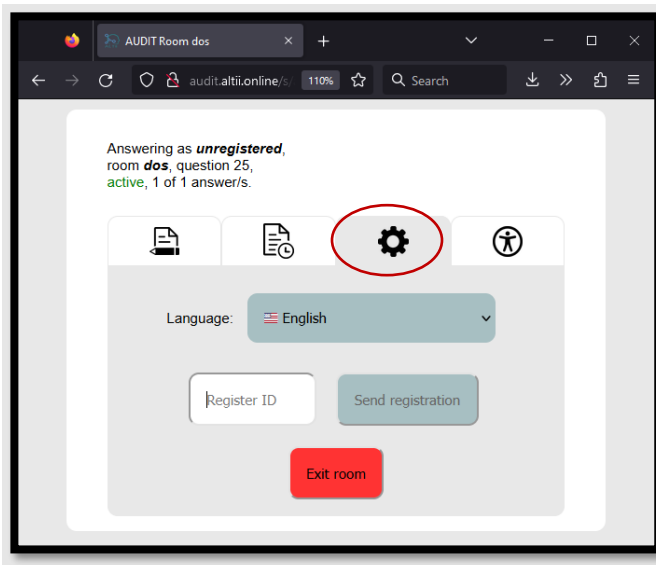 AUDIT Room dos
audit.altii.online/s/ 110% Search
Answering as unregistered,
room dos, question 25,
active, 1 of 1 answer/s.
Language: English
Register ID Send registration
Exit room